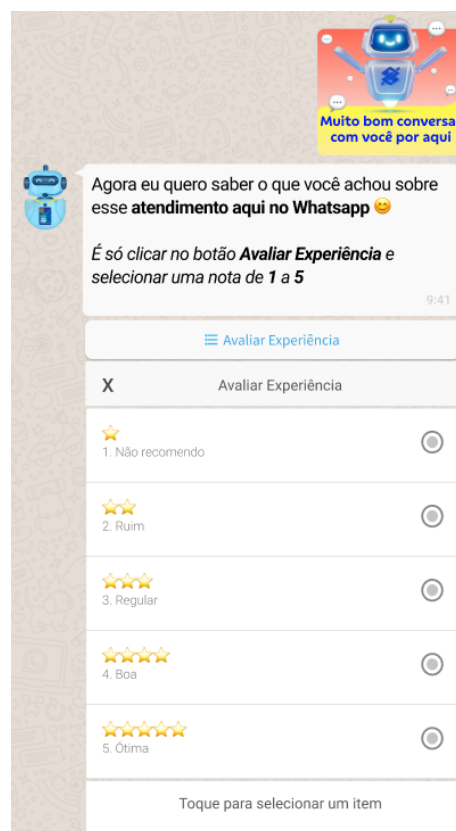 Muito bom conversa
com você por aqui
Agora eu quero saber o que você achou sobre
esse atendimento aqui no Whatsapp 😊
É só clicar no botão Avaliar Experiência e
selecionar uma nota de 1 a 5
9:41
Avaliar Experiência
X Avaliar Experiência
1. Não recomendo
2. Ruim
3. Regular
4. Boa
5. Ótima
Toque para selecionar um item